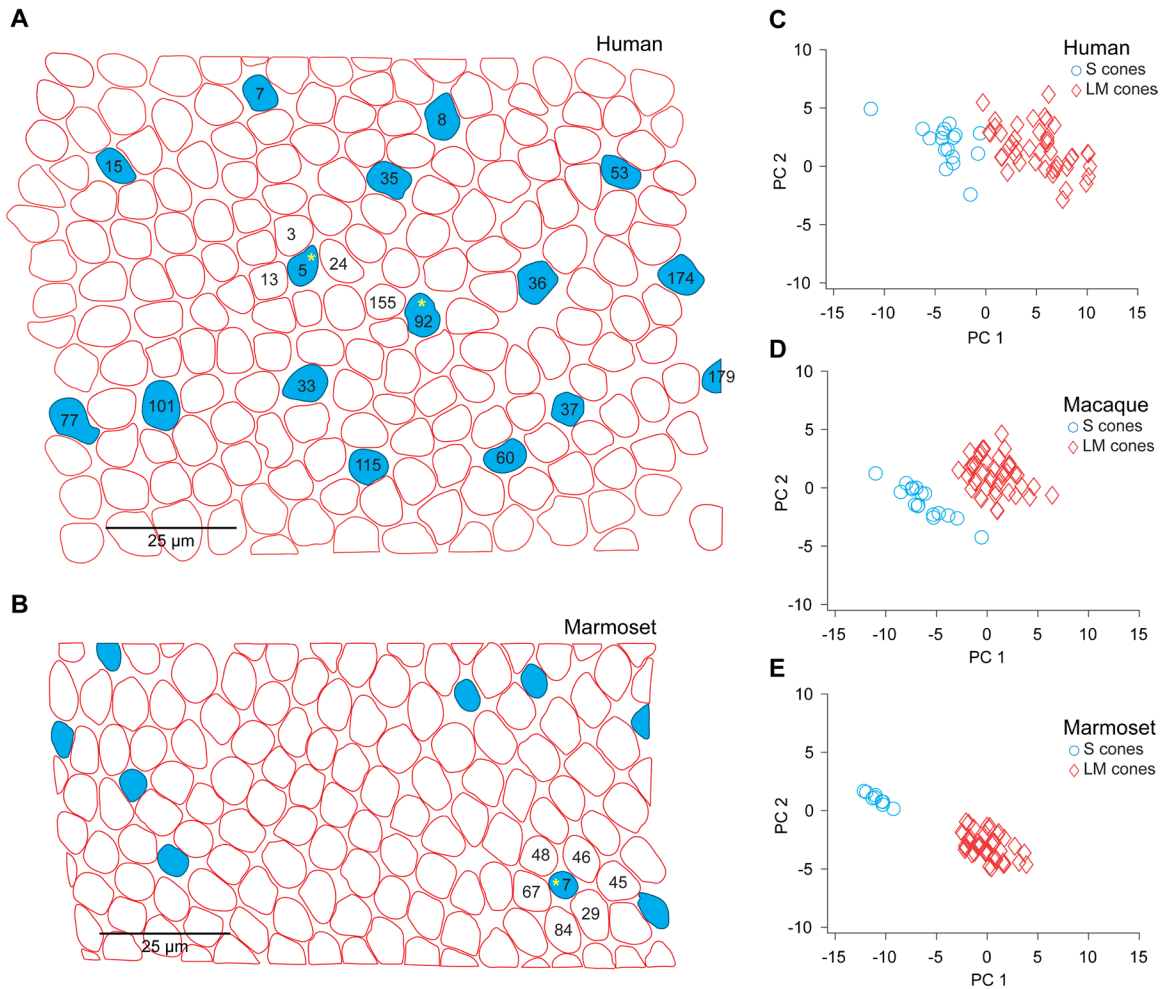 A
Human
7
8
15
35
53
3
5 *
24
13
36
174
155
*
92
33
179
101
77
37
60
115
25 µm
B
Marmoset
48
46
* 7
45
67
29
84
25 µm
C
Human
S cones
LM cones
10
5
0
-5
-10
PC 2
-15 -10 -5 0 5 10 15
PC 1
D
Macaque
S cones
LM cones
10
5
0
-5
-10
PC 2
-15 -10 -5 0 5 10 15
PC 1
E
Marmoset
S cones
LM cones
10
5
0
-5
-10
PC 2
-15 -10 -5 0 5 10 15
PC 1